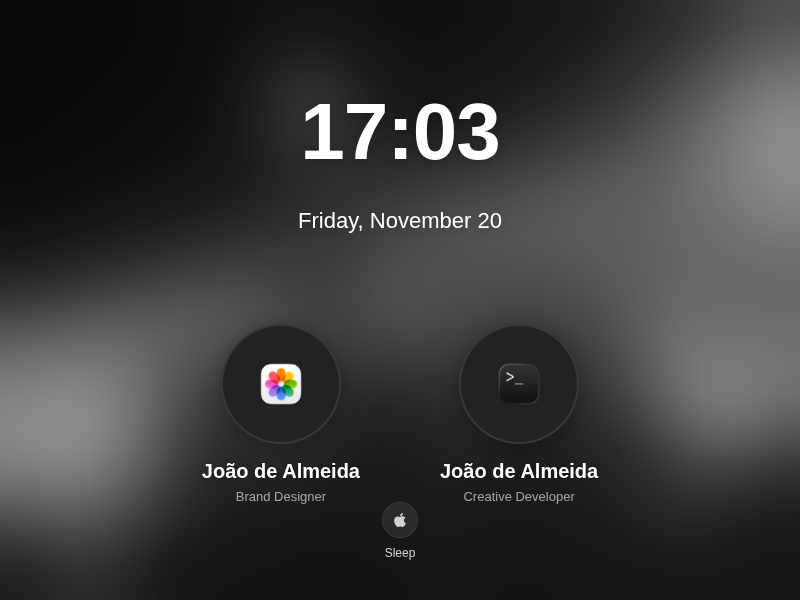 17:03
Friday, November 20
>_
João de Almeida
Brand Designer
João de Almeida
Creative Developer
Sleep